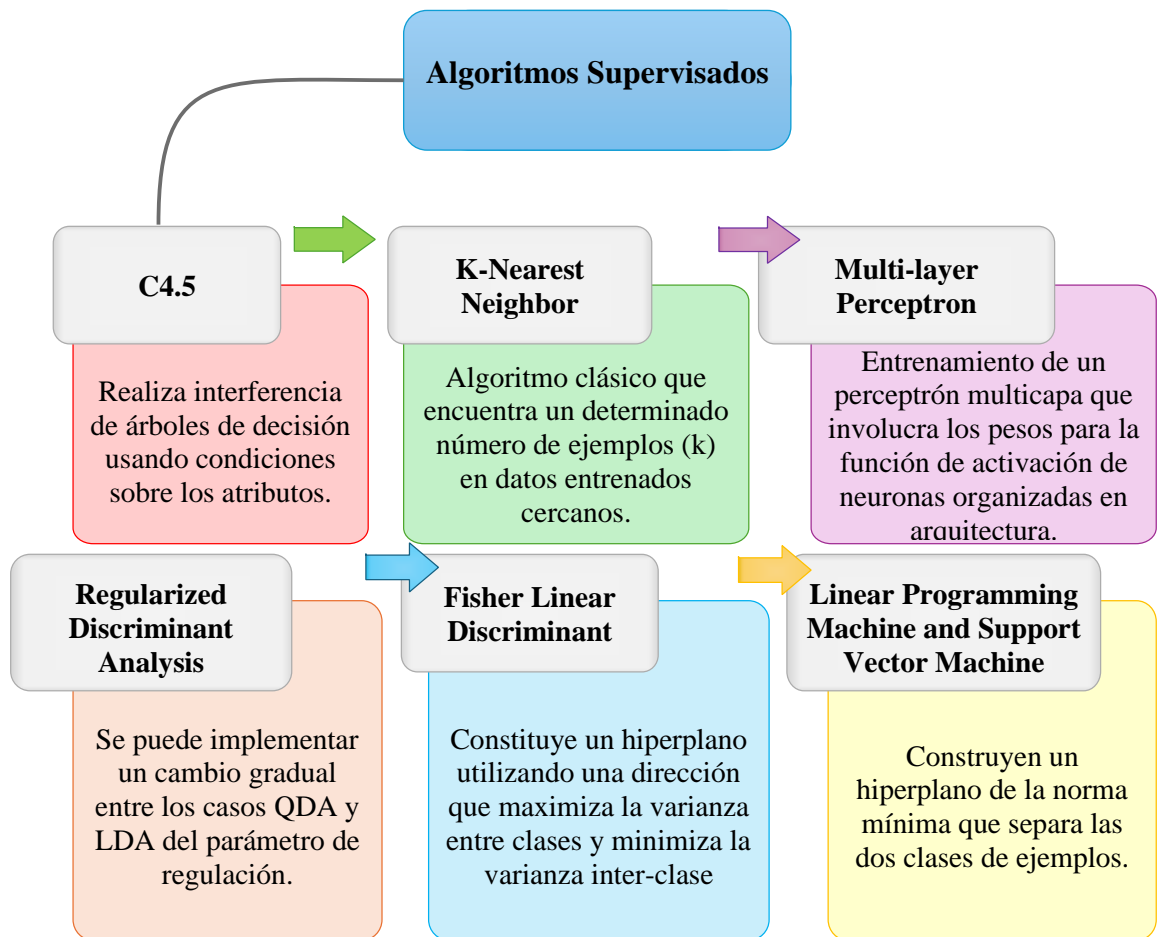 Algoritmos Supervisados
C4.5
Realiza interferencia
de árboles de decisión
usando condiciones
sobre los atributos.
K-Nearest
Neighbor
Algoritmo clásico que
encuentra un determinado
número de ejemplos (k)
en datos entrenados
cercanos.
Multi-layer
Perceptron
Entrenamiento de un
perceptrón multicapa que
involucra los pesos para la
función de activación de
neuronas organizadas en
arquitectura.
Regularized
Discriminant
Analysis
Se puede implementar
un cambio gradual
entre los casos QDA y
LDA del parámetro de
regulación.
Fisher Linear
Discriminant
Constituye un hiperplano
utilizando una dirección
que maximiza la varianza
entre clases y minimiza la
varianza inter-clase
Linear Programming
Machine and Support
Vector Machine
Construyen un
hiperplano de la norma
mínima que separa las
dos clases de ejemplos.